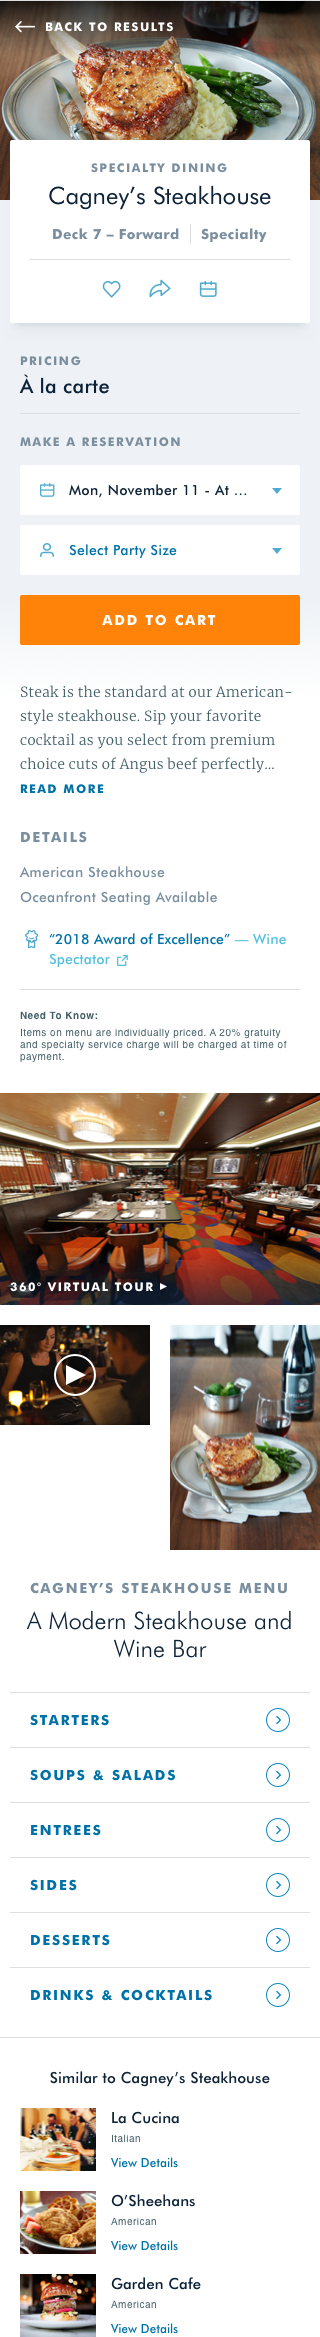 BACK TO RESULTS
SPECIALTY DINING
Cagney’s Steakhouse
Deck 7 – Forward Specialty
PRICING
À la carte
MAKE A RESERVATION
Mon, November 11 - At ...
Select Party Size
ADD TO CART
Steak is the standard at our American-
style steakhouse. Sip your favorite
cocktail as you select from premium
choice cuts of Angus beef perfectly...
READ MORE
DETAILS
American Steakhouse
Oceanfront Seating Available
“2018 Award of Excellence” — Wine
Spectator
Need To Know:
Items on menu are individually priced. A 20% gratuity
and specialty service charge will be charged at time of
payment.
360° VIRTUAL TOUR
CAGNEY’S STEAKHOUSE MENU
A Modern Steakhouse and
Wine Bar
STARTERS
SOUPS & SALADS
ENTREES
SIDES
DESSERTS
DRINKS & COCKTAILS
Similar to Cagney’s Steakhouse
La Cucina
Italian
View Details
O’Sheehans
American
View Details
Garden Cafe
American
View Details